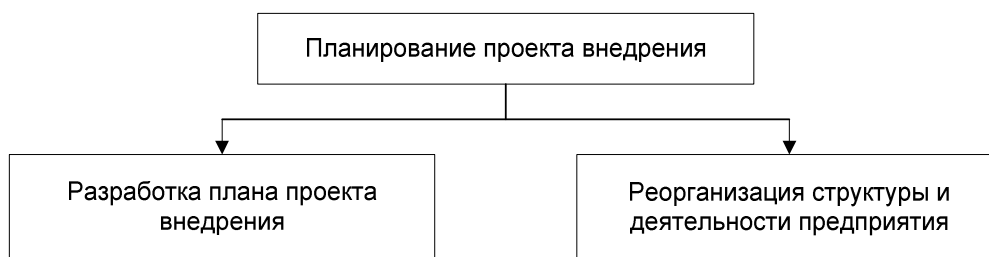 Планирование проекта внедрения
Разработка плана проекта
внедрения
Реорганизация структуры и
деятельности предприятия